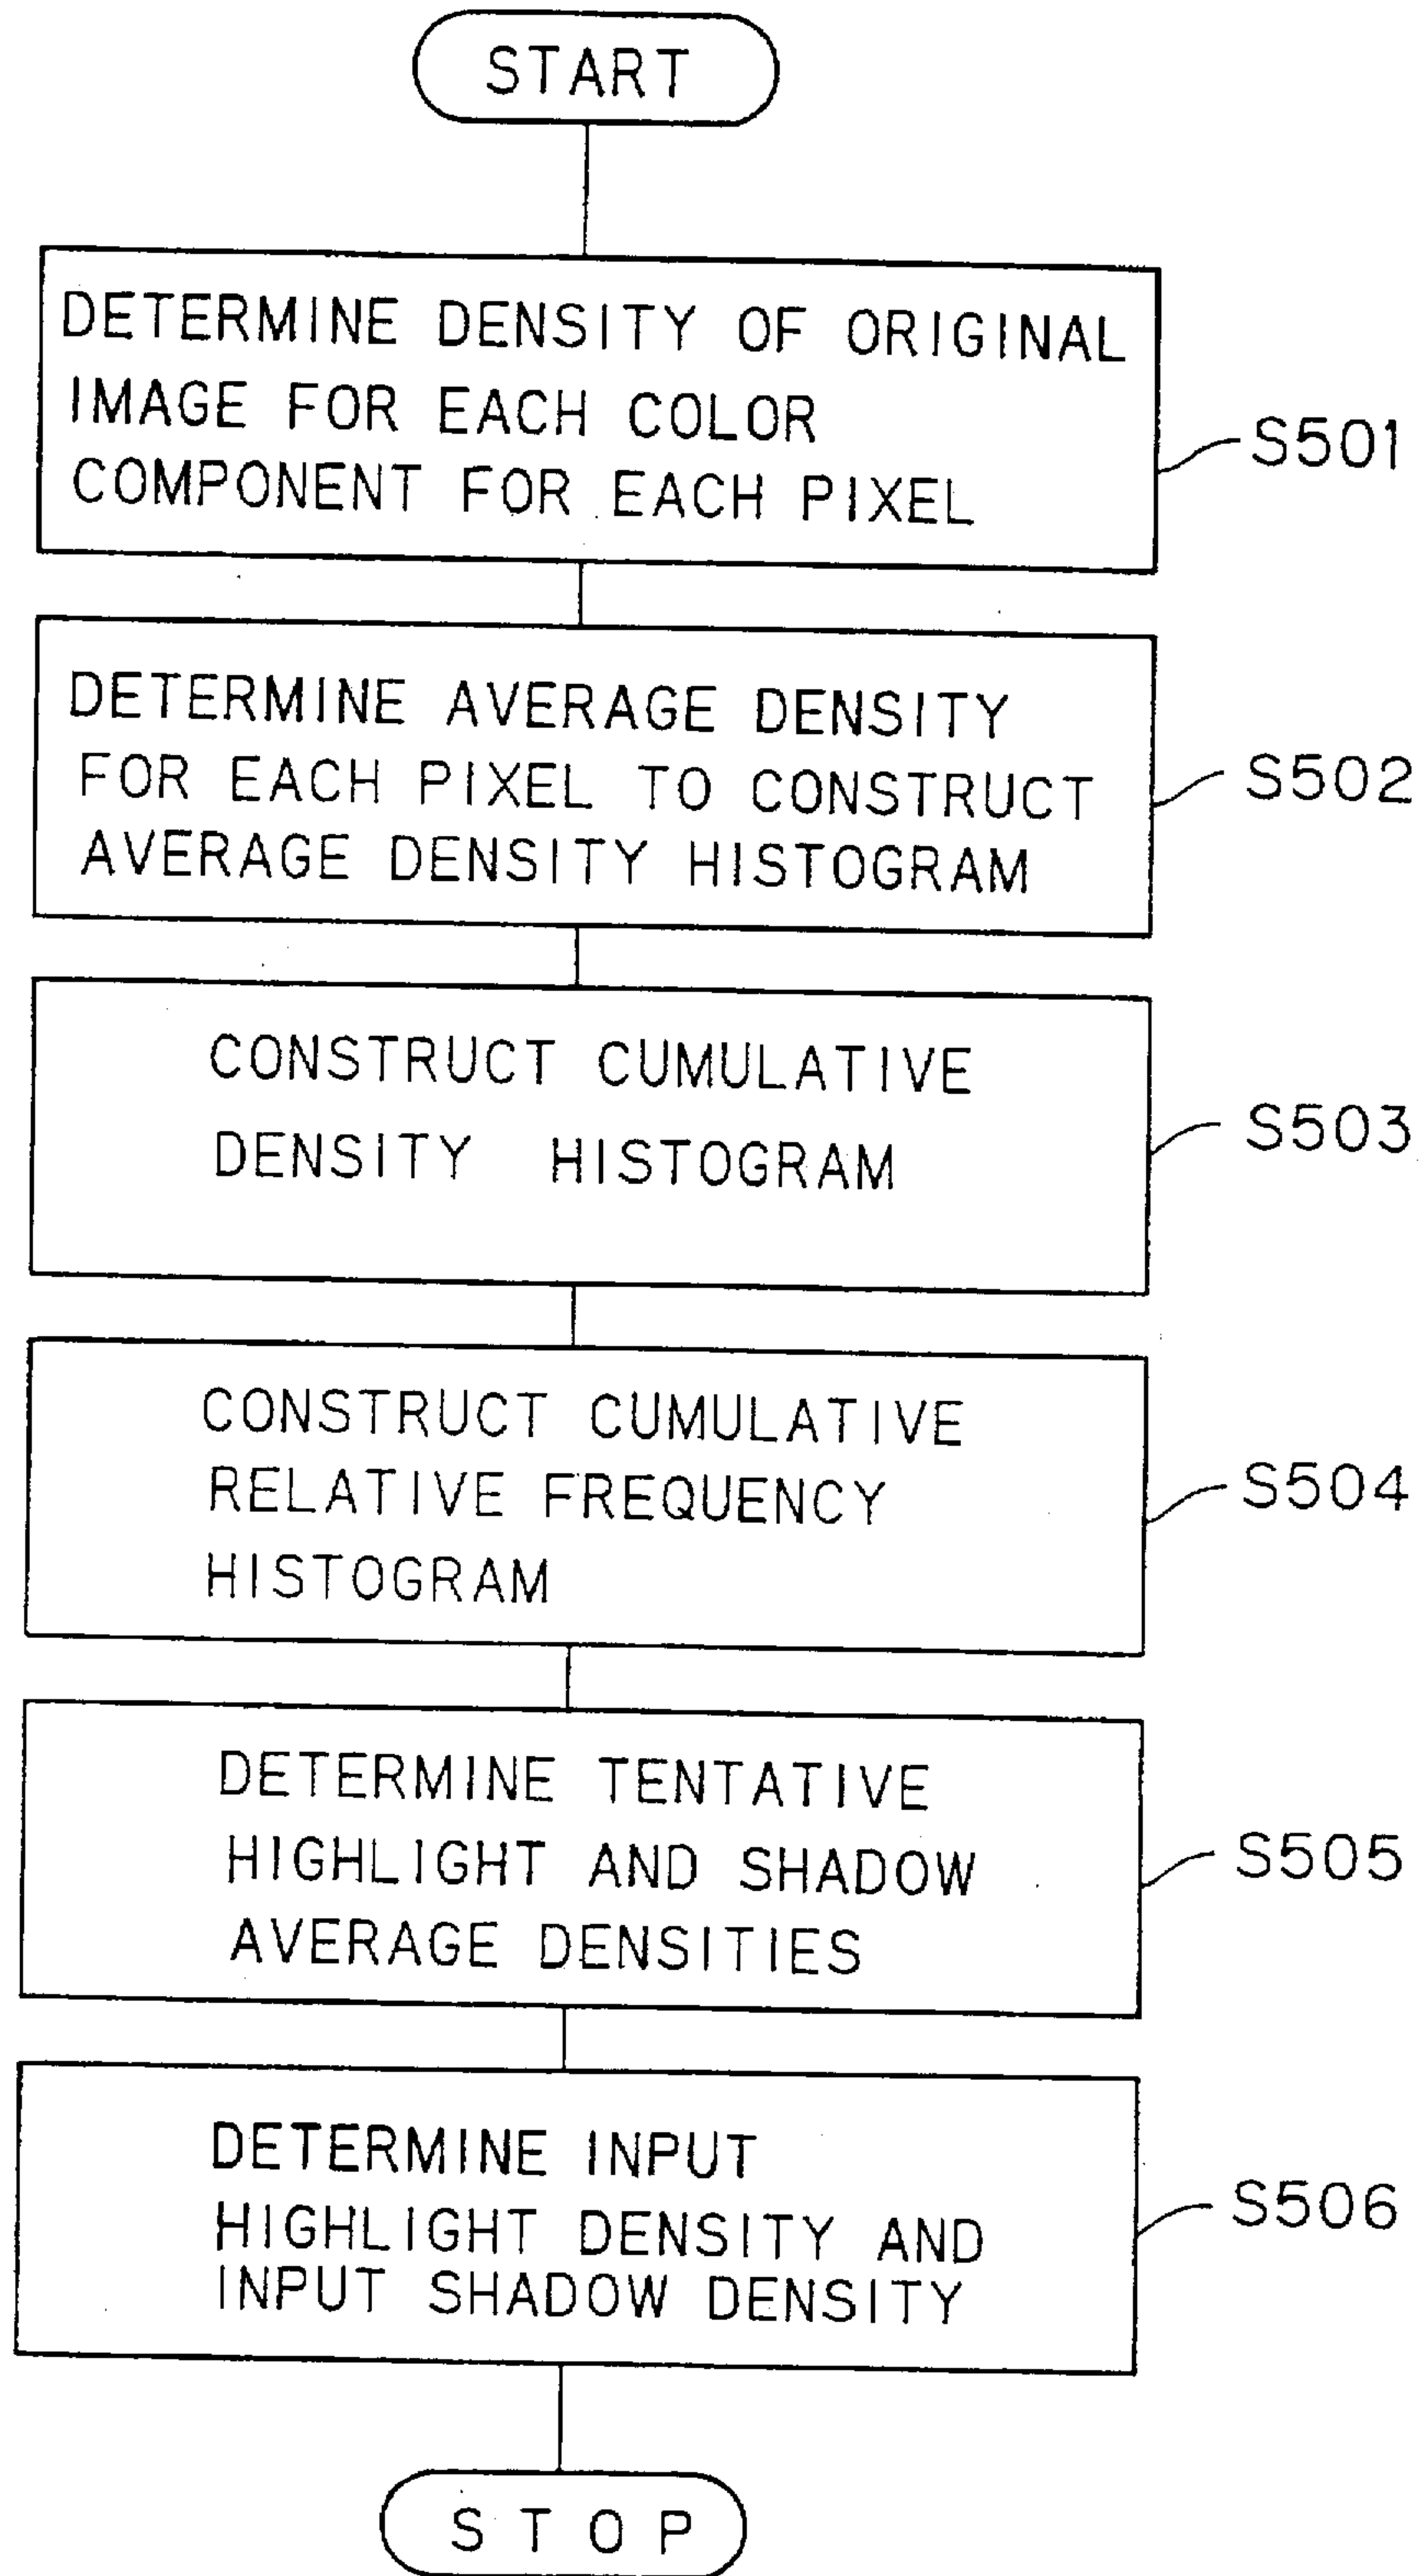 START
DETERMINE DENSITY OF ORIGINAL
IMAGE FOR EACH COLOR
COMPONENT FOR EACH PIXEL
S501
DETERMINE AVERAGE DENSITY
FOR EACH PIXEL TO CONSTRUCT
AVERAGE DENSITY HISTOGRAM
S502
CONSTRUCT CUMULATIVE
DENSITY HISTOGRAM
S503
CONSTRUCT CUMULATIVE
RELATIVE FREQUENCY
HISTOGRAM
S504
DETERMINE TENTATIVE
HIGHLIGHT AND SHADOW
AVERAGE DENSITIES
S505
DETERMINE INPUT
HIGHLIGHT DENSITY AND
INPUT SHADOW DENSITY
S506
STOP